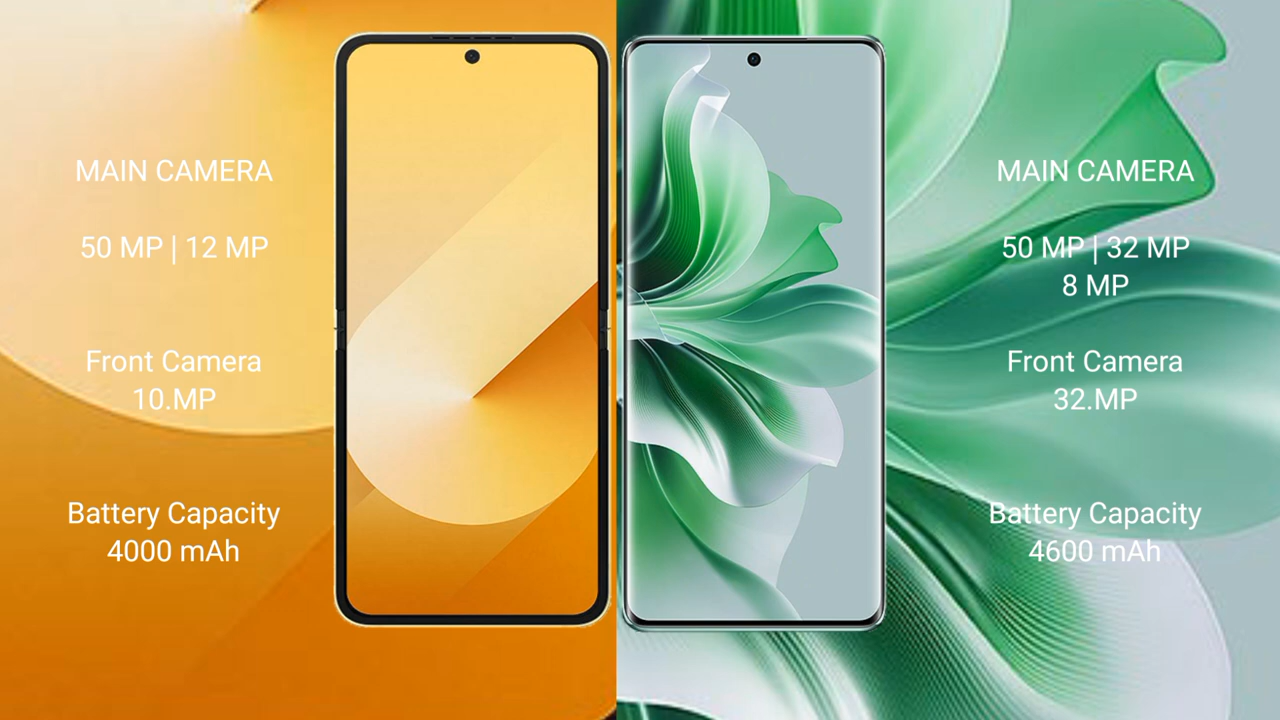 MAIN CAMERA
50 MP | 12 MP
Front Camera
10.MP
Battery Capacity
4000 mAh
MAIN CAMERA
50 MP | 32 MP
8 MP
Front Camera
32.MP
Battery Capacity
4600 mAh